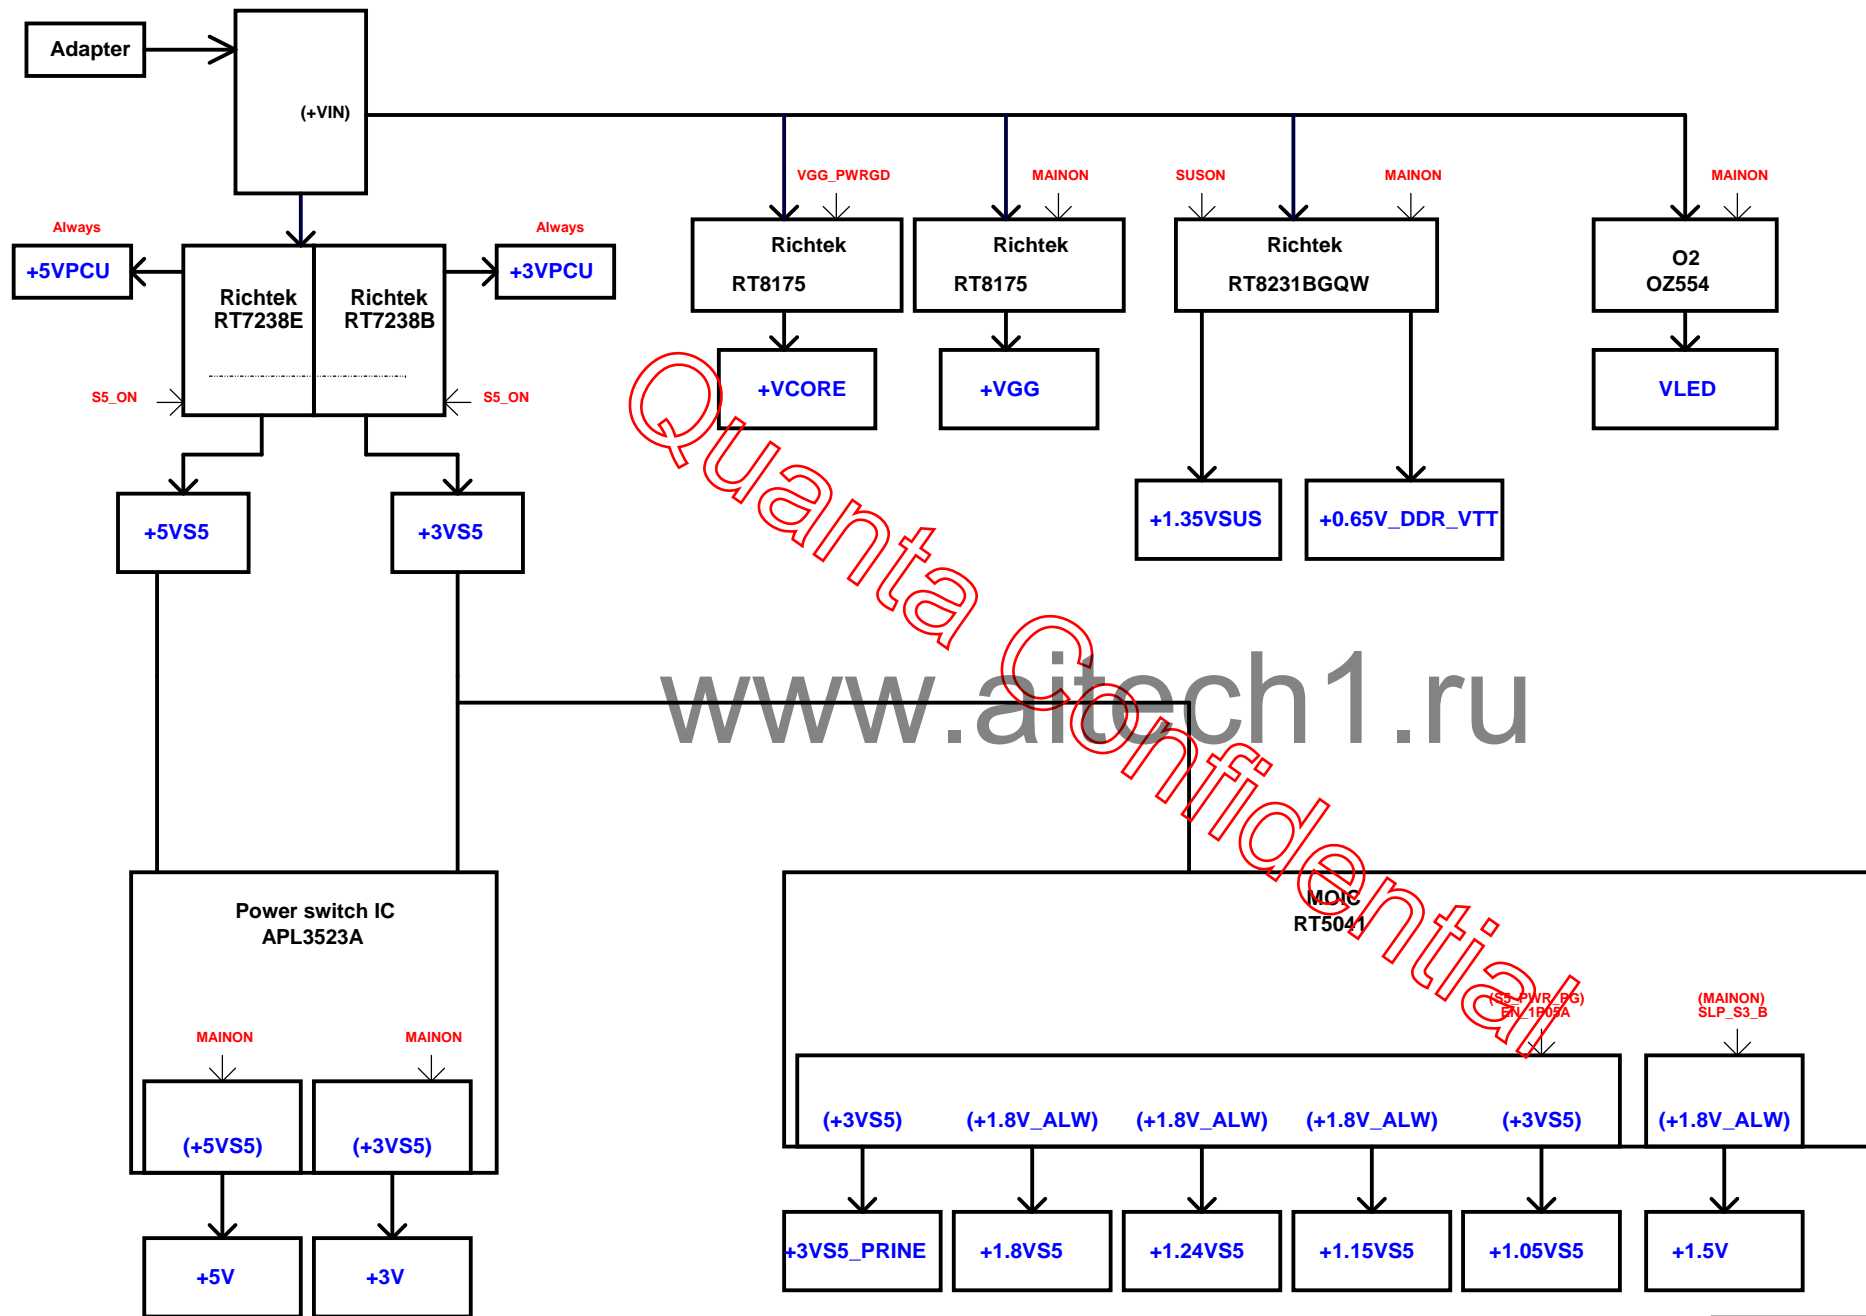 Adapter
(+VIN)
VGG_PWRGD
MAINON
SUSON
MAINON
MAINON
Always
Always
+5VPCU
+3VPCU
Richtek
RT7238E
Richtek
RT7238B
Richtek
RT8175
Richtek
RT8175
Richtek
RT8231BGQW
O2
OZ554
S5_ON
S5_ON
+VCORE
+VGG
VLED
+5VS5
+3VS5
+1.35VSUS
+0.65V_DDR_VTT
Quanta Confidential
www.aitech1.ru
Power switch IC
APL3523A
MOIC
RT5041
MAINON
MAINON
(S5_PWR_PG)
EN_1P05A
(MAINON)
SLP_S3_B
(+5VS5)
(+3VS5)
(+3VS5)
(+1.8V_ALW)
(+1.8V_ALW)
(+1.8V_ALW)
(+3VS5)
(+1.8V_ALW)
+5V
+3V
+3VS5_PRINE
+1.8VS5
+1.24VS5
+1.15VS5
+1.05VS5
+1.5V